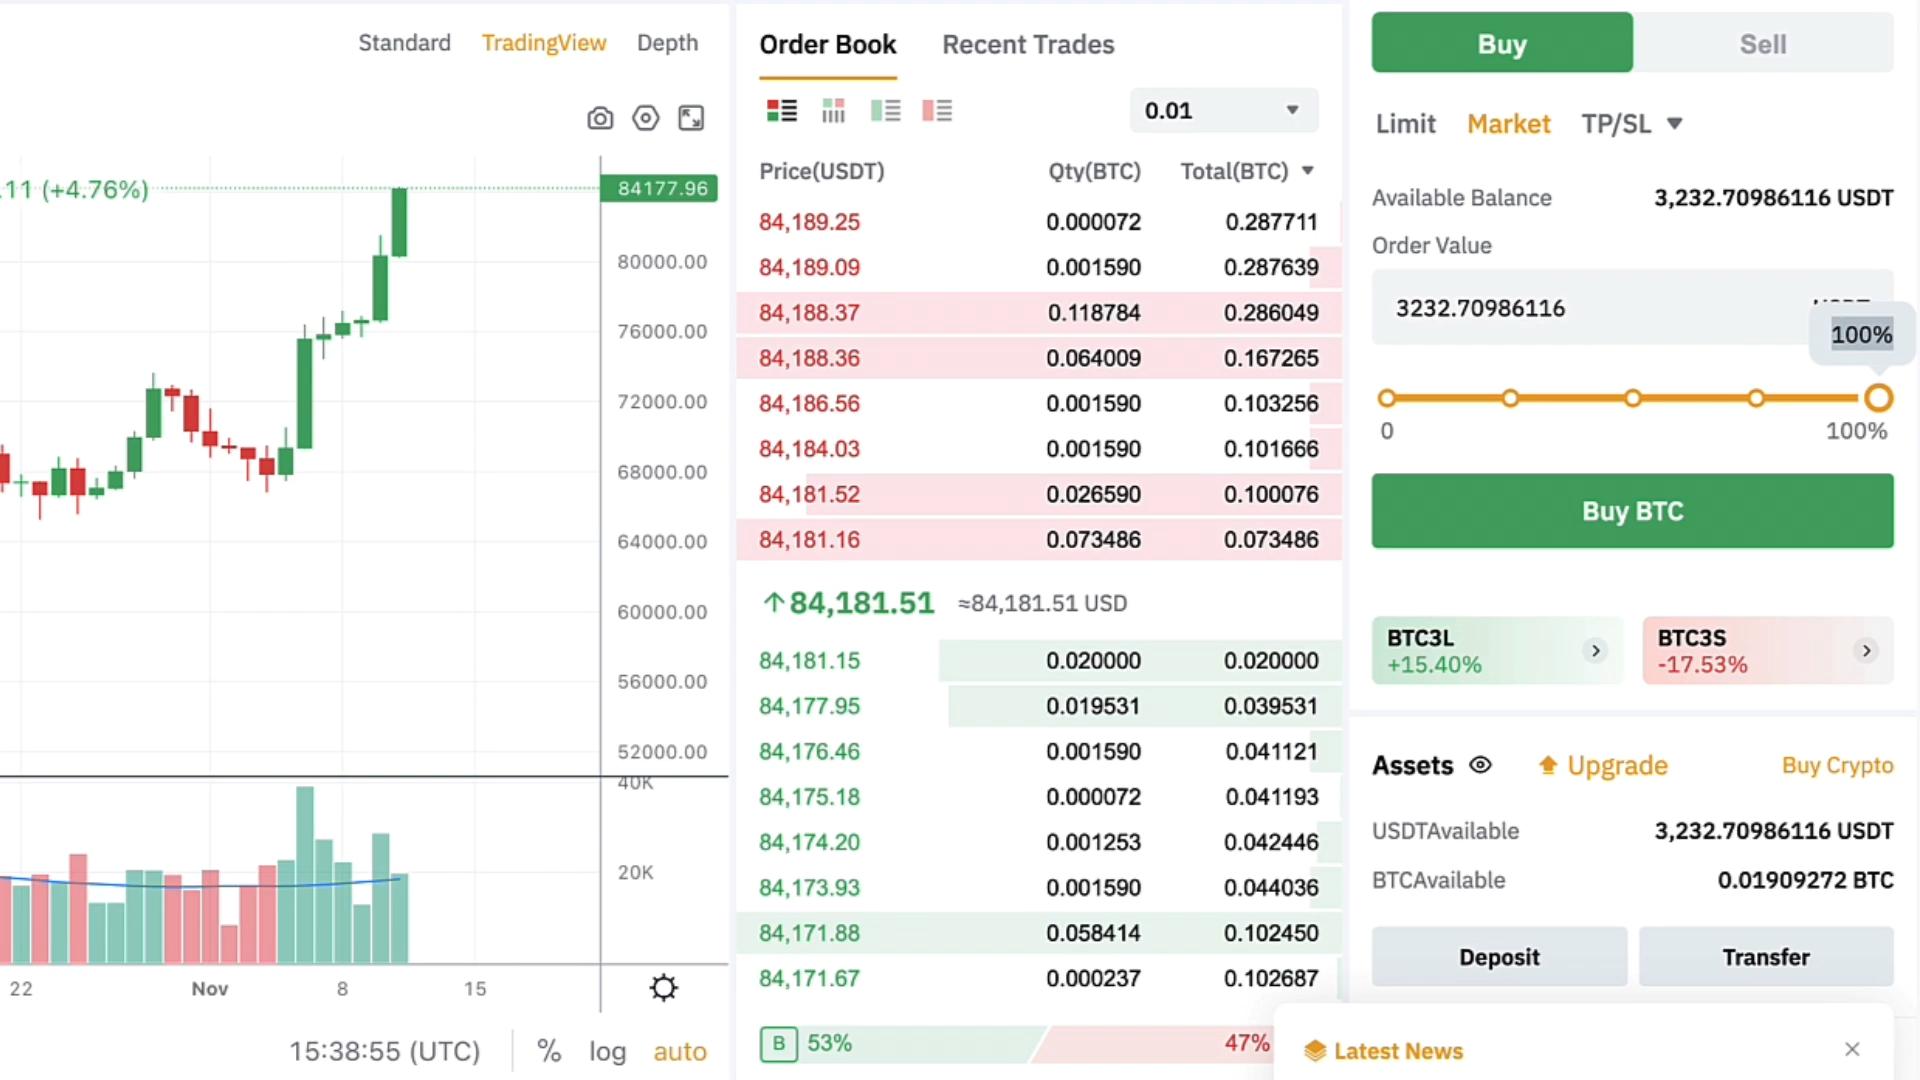 Standard TradingView Depth
.11 (+4.76%)
84177.96
80000.00
76000.00
72000.00
68000.00
64000.00
60000.00
56000.00
52000.00
40K
20K
22 Nov 8 15
15:38:55 (UTC) % log auto
Order Book Recent Trades
0.01
Price(USDT) Qty(BTC) Total(BTC)
84,189.25 0.000072 0.287711
84,189.09 0.001590 0.287639
84,188.37 0.118784 0.286049
84,188.36 0.064009 0.167265
84,186.56 0.001590 0.103256
84,184.03 0.001590 0.101666
84,181.52 0.026590 0.100076
84,181.16 0.073486 0.073486
↑84,181.51 ≈84,181.51 USD
84,181.15 0.020000 0.020000
84,177.95 0.019531 0.039531
84,176.46 0.001590 0.041121
84,175.18 0.000072 0.041193
84,174.20 0.001253 0.042446
84,173.93 0.001590 0.044036
84,171.88 0.058414 0.102450
84,171.67 0.000237 0.102687
B 53% 47%
Buy Sell
Limit Market TP/SL
Available Balance 3,232.70986116 USDT
Order Value
3232.70986116
100%
0 100%
Buy BTC
BTC3L BTC3S
+15.40% -17.53%
Assets Upgrade Buy Crypto
USDTAvailable 3,232.70986116 USDT
BTCAvailable 0.01909272 BTC
Deposit Transfer
Latest News